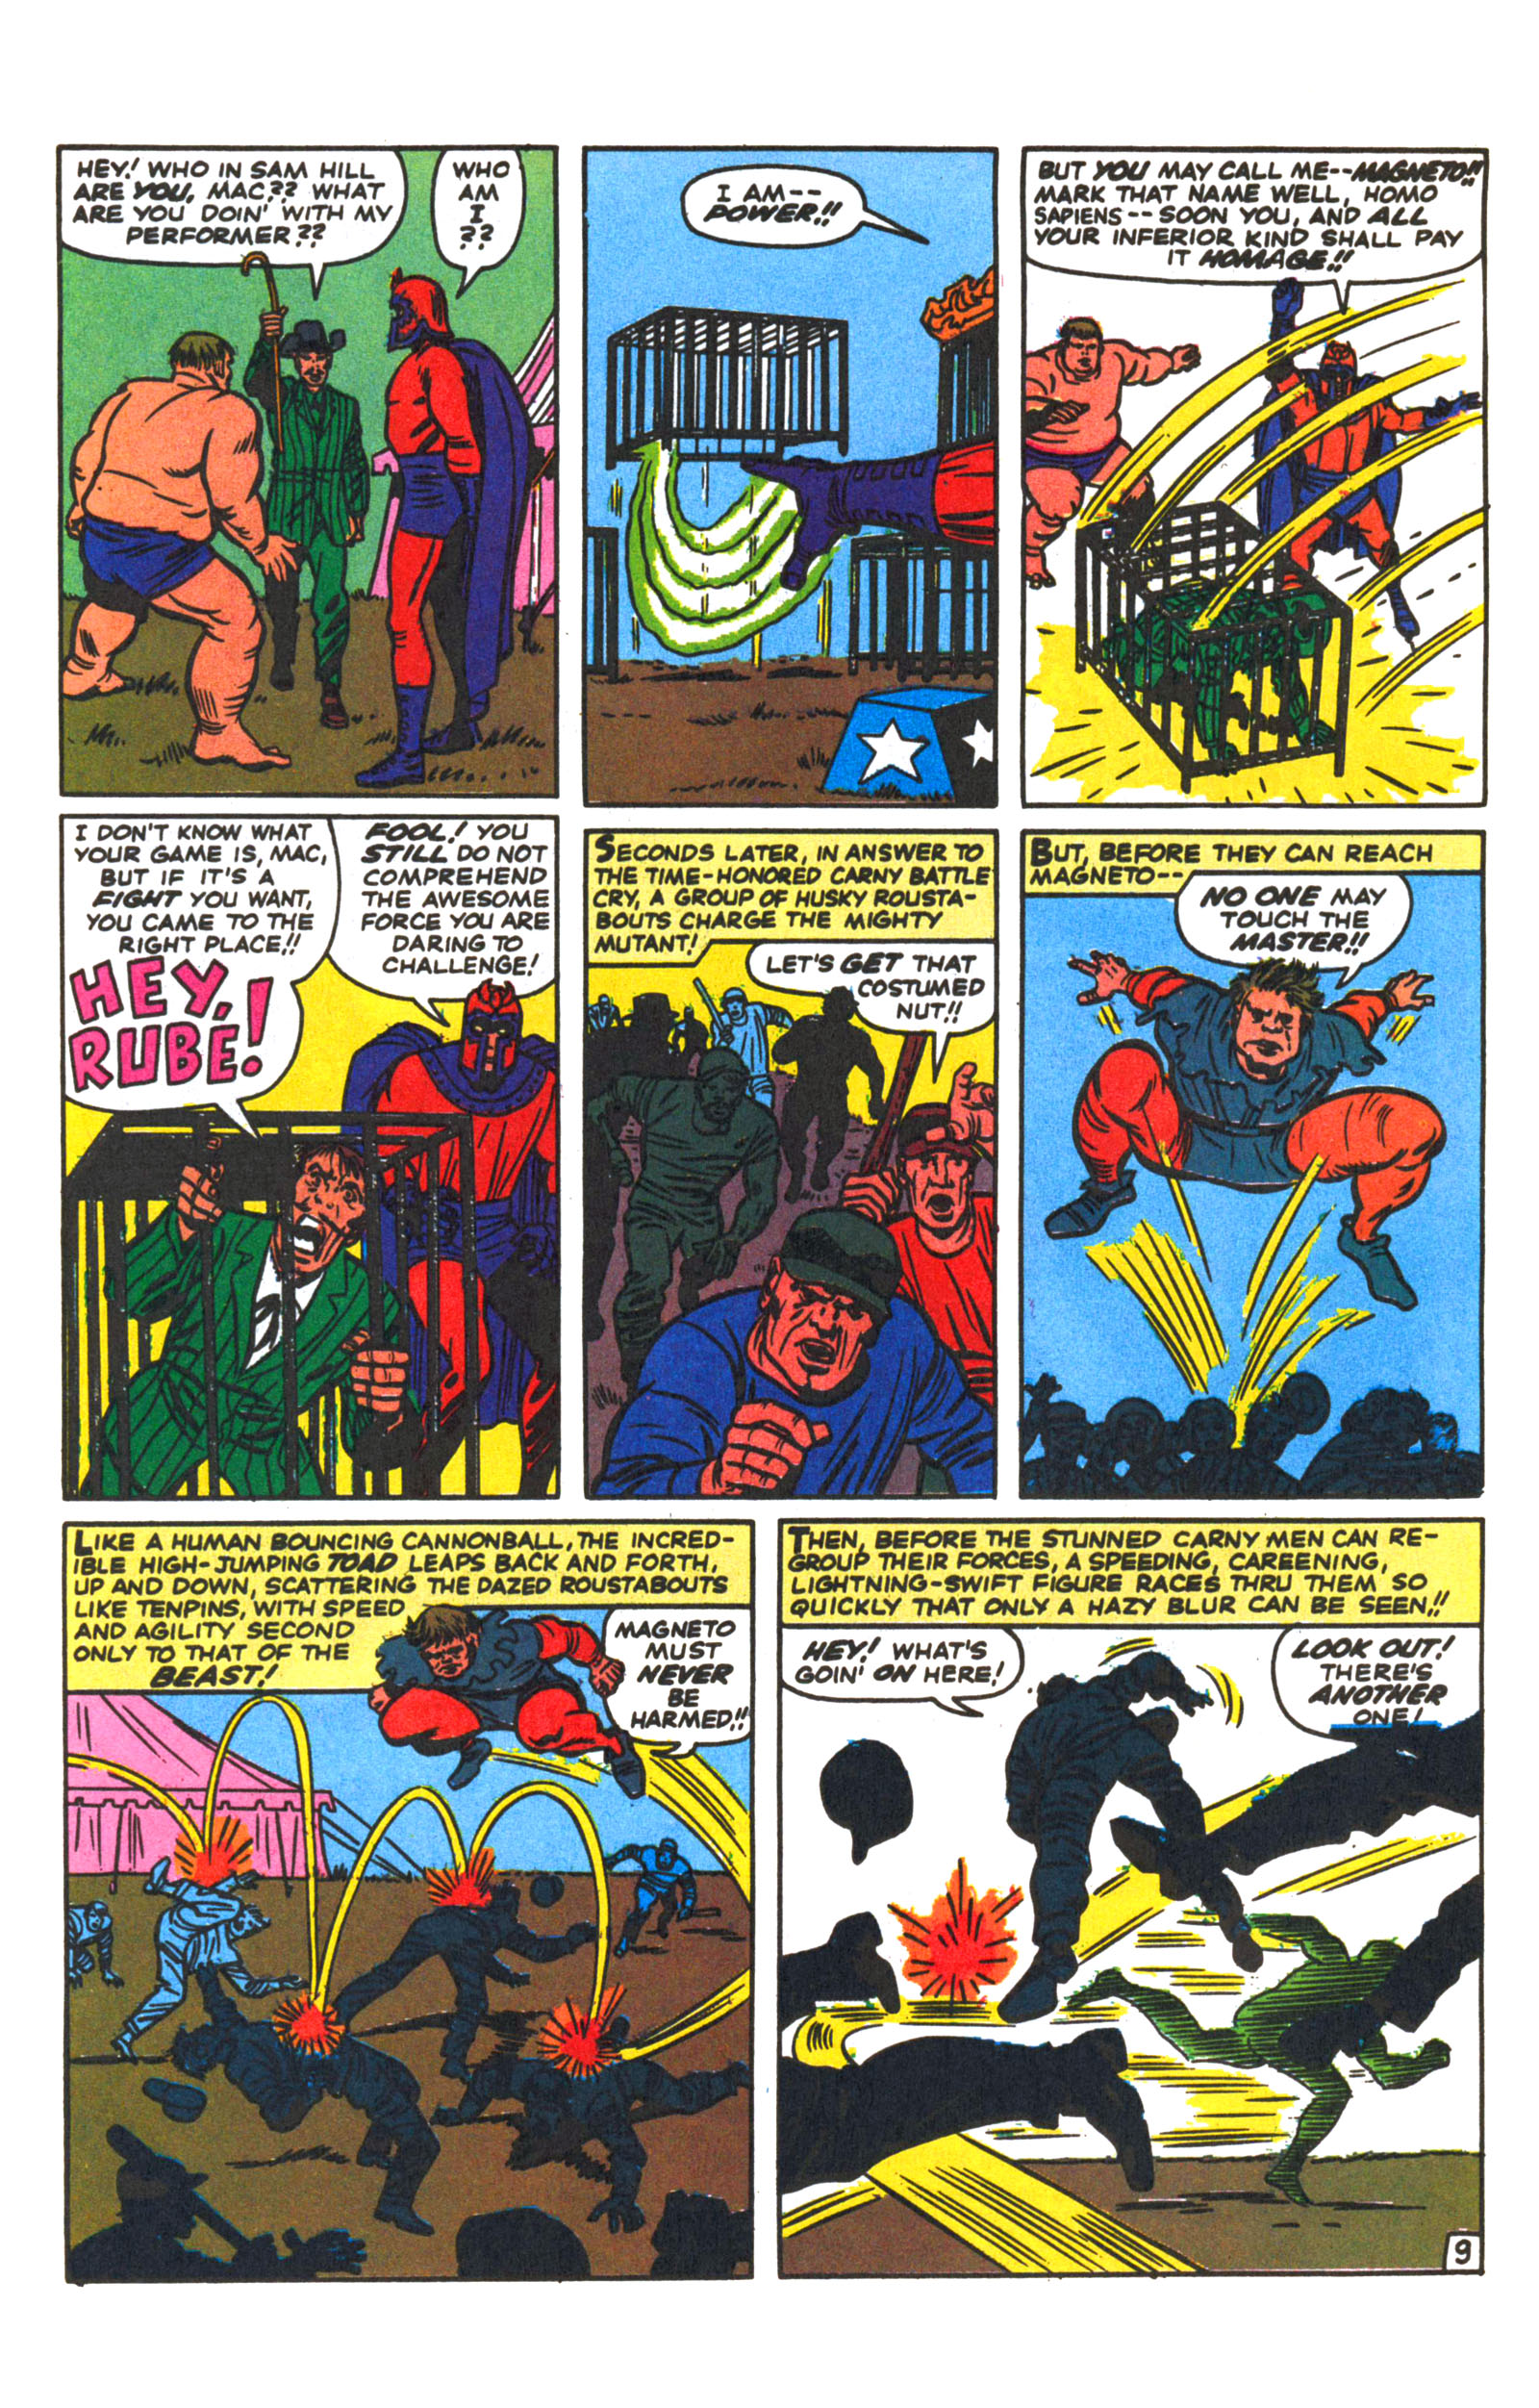 HEY! WHO IN SAM HILL
ARE YOU, MAC?? WHAT
ARE YOU DOIN' WITH MY
PERFORMER??
WHO
AM
I
??
I AM--
POWER!!
BUT YOU MAY CALL ME--MAGNETO!!
MARK THAT NAME WELL, HOMO
SAPIENS-- SOON YOU, AND ALL
YOUR INFERIOR KIND SHALL PAY
IT HOMAGE!!
I DON'T KNOW WHAT
YOUR GAME IS, MAC,
BUT IF IT'S A
FIGHT YOU WANT,
YOU CAME TO THE
RIGHT PLACE!!
HEY,
RUBE!
FOOL! YOU
STILL DO NOT
COMPREHEND
THE AWESOME
FORCE YOU ARE
DARING TO
CHALLENGE!
SECONDS LATER, IN ANSWER TO
THE TIME-HONORED CARNY BATTLE
CRY, A GROUP OF HUSKY ROUSTA-
BOUTS CHARGE THE MIGHTY
MUTANT!
LET'S GET THAT
COSTUMED
NUT!!
BUT, BEFORE THEY CAN REACH
MAGNETO--
NO ONE MAY
TOUCH THE
MASTER!!
LIKE A HUMAN BOUNCING CANNONBALL, THE INCRED-
IBLE HIGH-JUMPING TOAD LEAPS BACK AND FORTH,
UP AND DOWN, SCATTERING THE DAZED ROUSTABOUTS
LIKE TENPINS, WITH SPEED
AND AGILITY SECOND
ONLY TO THAT OF THE
BEAST!
MAGNETO
MUST
NEVER
BE
HARMED!!
THEN, BEFORE THE STUNNED CARNY MEN CAN RE-
GROUP THEIR FORCES, A SPEEDING, CAREENING,
LIGHTNING-SWIFT FIGURE RACES THRU THEM SO
QUICKLY THAT ONLY A HAZY BLUR CAN BE SEEN!!
HEY! WHAT'S
GOIN' ON HERE!
LOOK OUT!
THERE'S
ANOTHER
ONE!
9